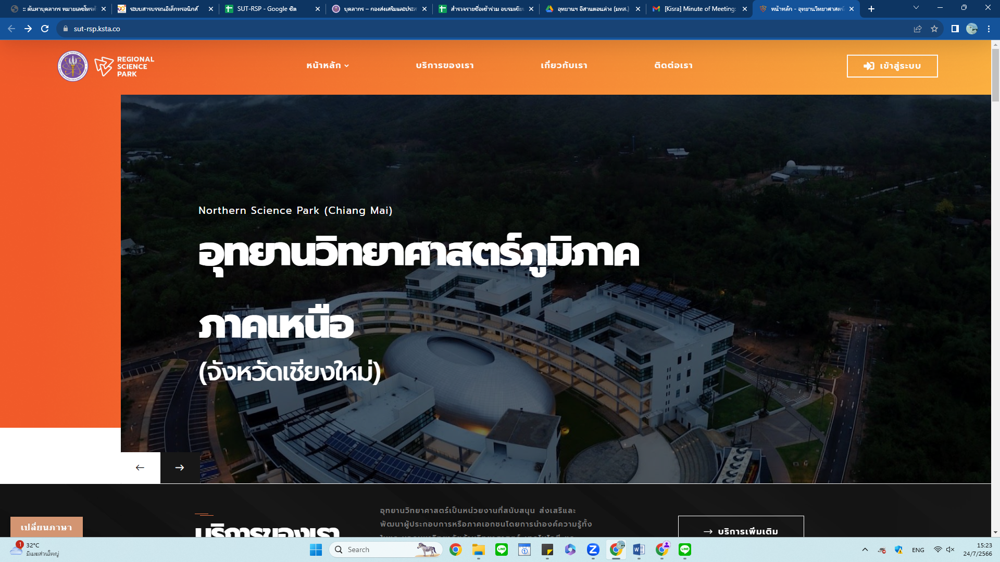 :: ค้นหาบุคลากร หมายเลขโทรศั
ระบบสารบรรณอิเล็กทรอนิกส์
SUT-RSP - Google ชีต
บุคลากร – กองส่งเสริมและประส
สำรวจรายชื่อเข้าร่วม อบรมเชีย
อุทยานฯ อีสานตอนล่าง (มทส.)
[Kisra] Minute of Meeting:
หน้าหลัก - อุทยานวิทยาศาสตร์
sut-rsp.ksta.co
REGIONAL
SCIENCE
PARK
หน้าหลัก
บริการของเรา
เกี่ยวกับเรา
ติดต่อเรา
เข้าสู่ระบบ
Northern Science Park (Chiang Mai)
อุทยานวิทยาศาสตร์ภูมิภาค
ภาคเหนือ
(จังหวัดเชียงใหม่)
อุทยานวิทยาศาสตร์เป็นหน่วยงานที่สนับสนุน ส่งเสริและ
พัฒนาผู้ประกอบการหรือภาคเอกชนโดยการนำองค์ความรู้ทั้ง
เปลี่ยนภาษา
บริการของเรา
บริการเพิ่มเติม
1
32°C
มีเมฆส่วนใหญ่
Search
LINE
LINE
ENG
15:23
24/7/2566